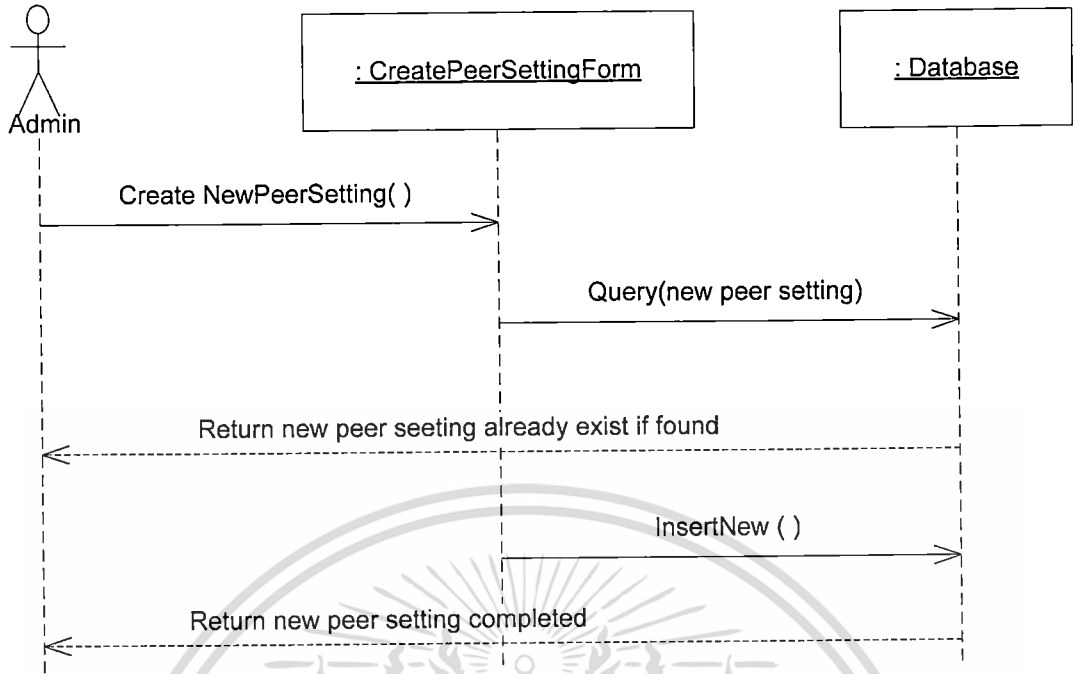 : CreatePeerSettingForm
: Database
Admin
Create NewPeerSetting( )
Query(new peer setting)
Return new peer seeting already exist if found
InsertNew ( )
Return new peer setting completed